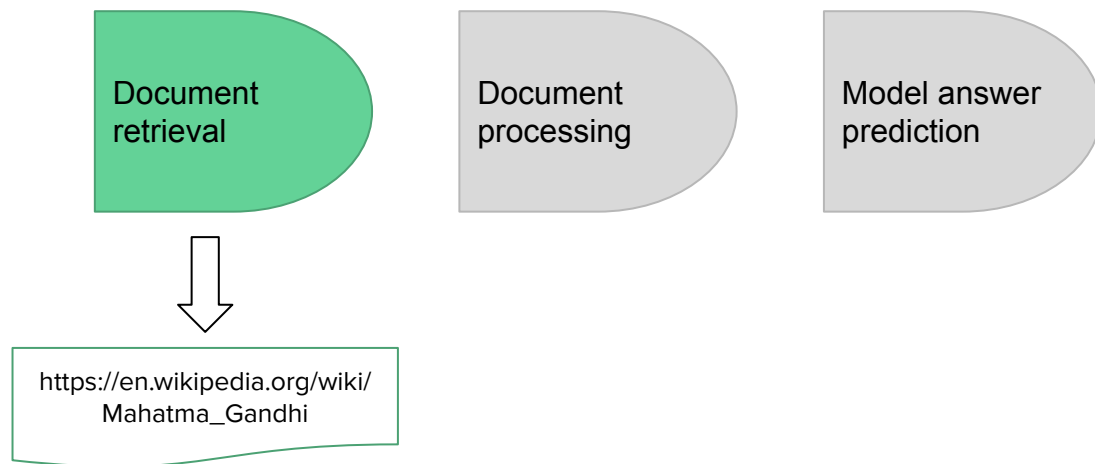 Document
retrieval
Document
processing
Model answer
prediction
https://en.wikipedia.org/wiki/
Mahatma_Gandhi